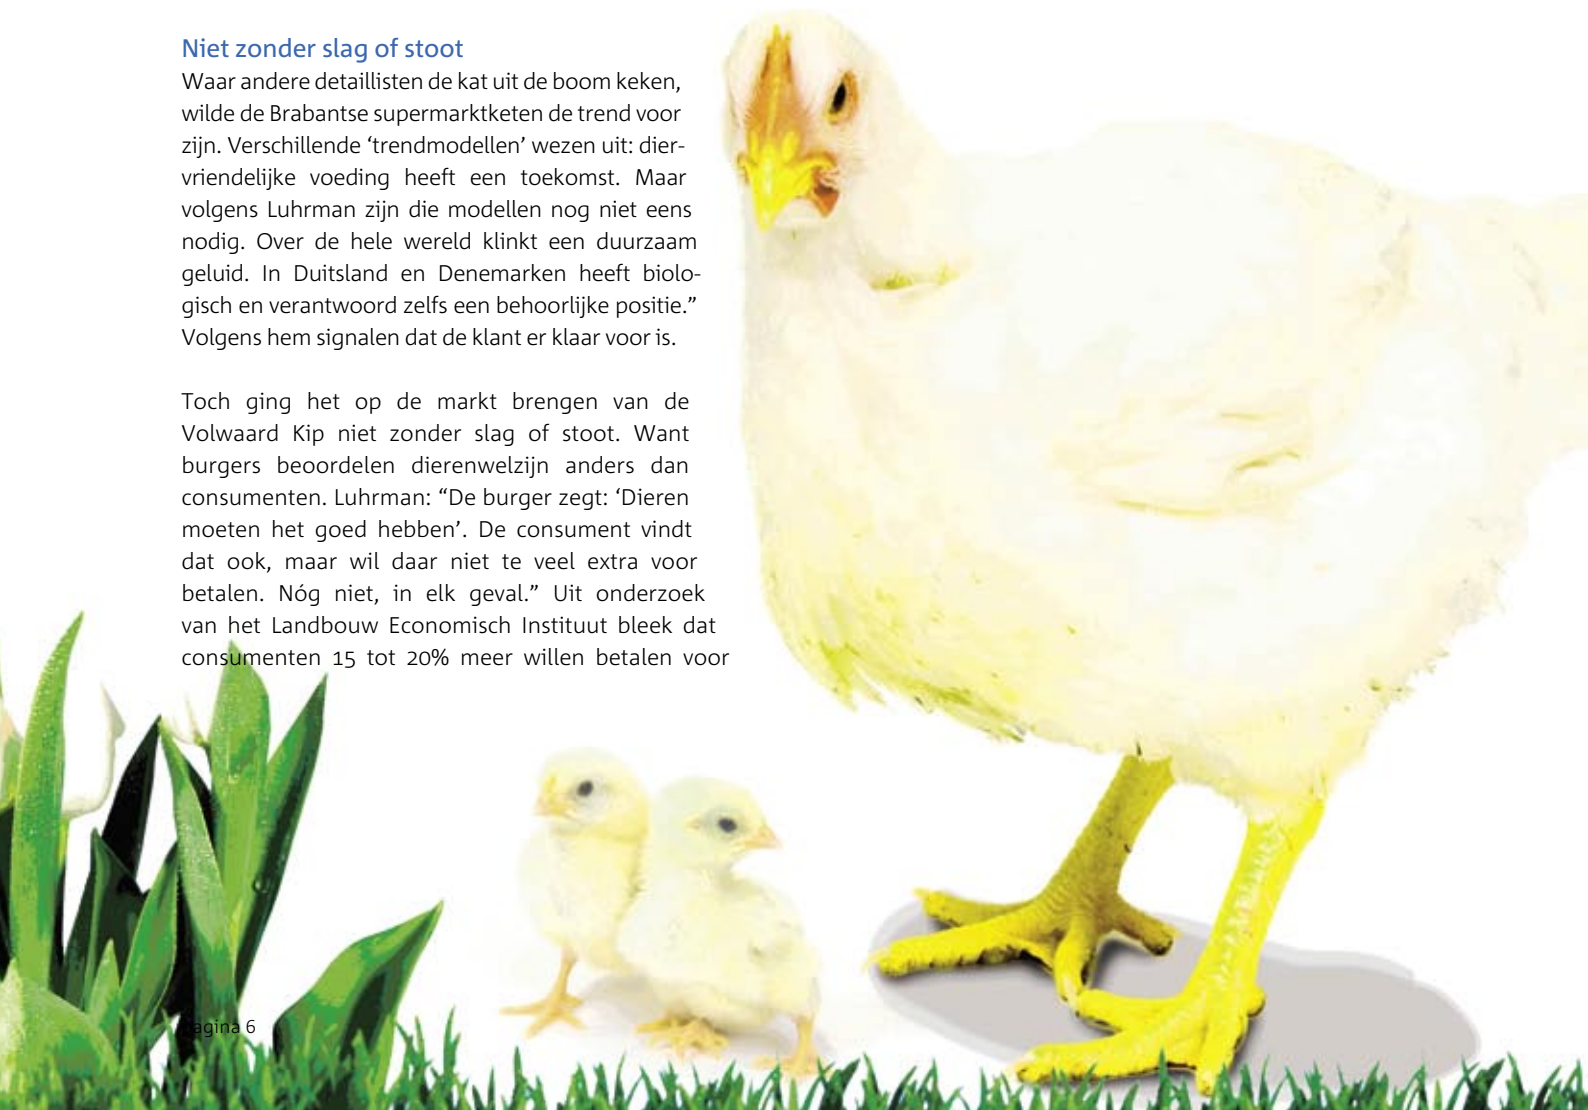 Niet zonder slag of stoot
Waar andere detaillisten de kat uit de boom keken,
wilde de Brabantse supermarktketen de trend voor
zijn. Verschillende ‘trendmodellen’ wezen uit: dier-
vriendelijke voeding heeft een toekomst. Maar
volgens Luhrman zijn die modellen nog niet eens
nodig. Over de hele wereld klinkt een duurzaam
geluid. In Duitsland en Denemarken heeft biolo-
gisch en verantwoord zelfs een behoorlijke positie.”
Volgens hem signalen dat de klant er klaar voor is.
Toch ging het op de markt brengen van de
Volwaard Kip niet zonder slag of stoot. Want
burgers beoordelen dierenwelzijn anders dan
consumenten. Luhrman: “De burger zegt: ‘Dieren
moeten het goed hebben’. De consument vindt
dat ook, maar wil daar niet te veel extra voor
betalen. Nóg niet, in elk geval.” Uit onderzoek
van het Landbouw Economisch Instituut bleek dat
consumenten 15 tot 20% meer willen betalen voor
Pagina 6